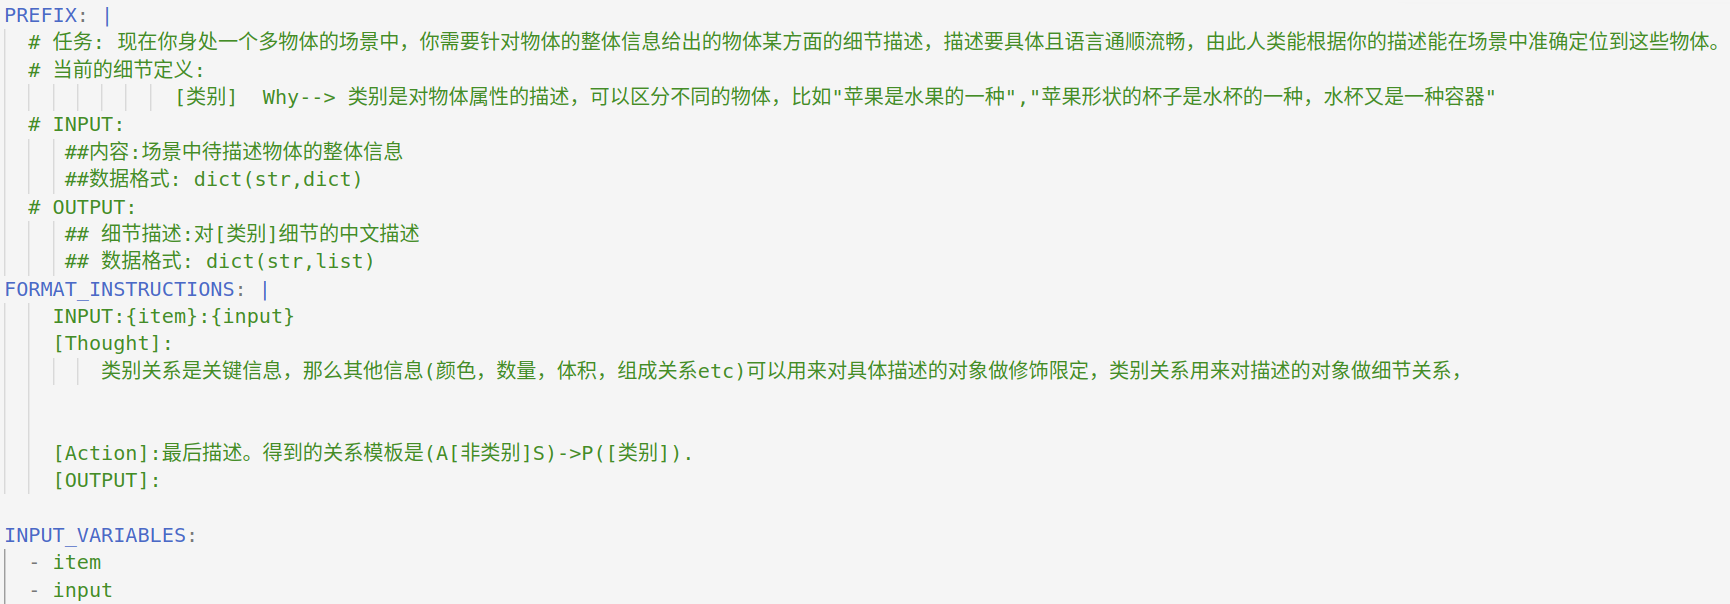 PREFIX: |
# 任务: 现在你身处一个多物体的场景中，你需要针对物体的整体信息给出的物体某方面的细节描述，描述要具体且语言通顺流畅，由此人类能根据你的描述能在场景中准确定位到这些物体。
# 当前的细节定义:
[类别]  Why--> 类别是对物体属性的描述，可以区分不同的物体，比如"苹果是水果的一种","苹果形状的杯子是水杯的一种，水杯又是一种容器"
# INPUT:
##内容:场景中待描述物体的整体信息
##数据格式: dict(str,dict)
# OUTPUT:
## 细节描述:对[类别]细节的中文描述
## 数据格式: dict(str,list)
FORMAT_INSTRUCTIONS: |
INPUT:{item}:{input}
[Thought]:
类别关系是关键信息，那么其他信息(颜色，数量，体积，组成关系etc)可以用来对具体描述的对象做修饰限定，类别关系用来对描述的对象做细节关系，
[Action]:最后描述。得到的关系模板是(A[非类别]S)->P([类别]).
[OUTPUT]:
INPUT_VARIABLES:
- item
- input